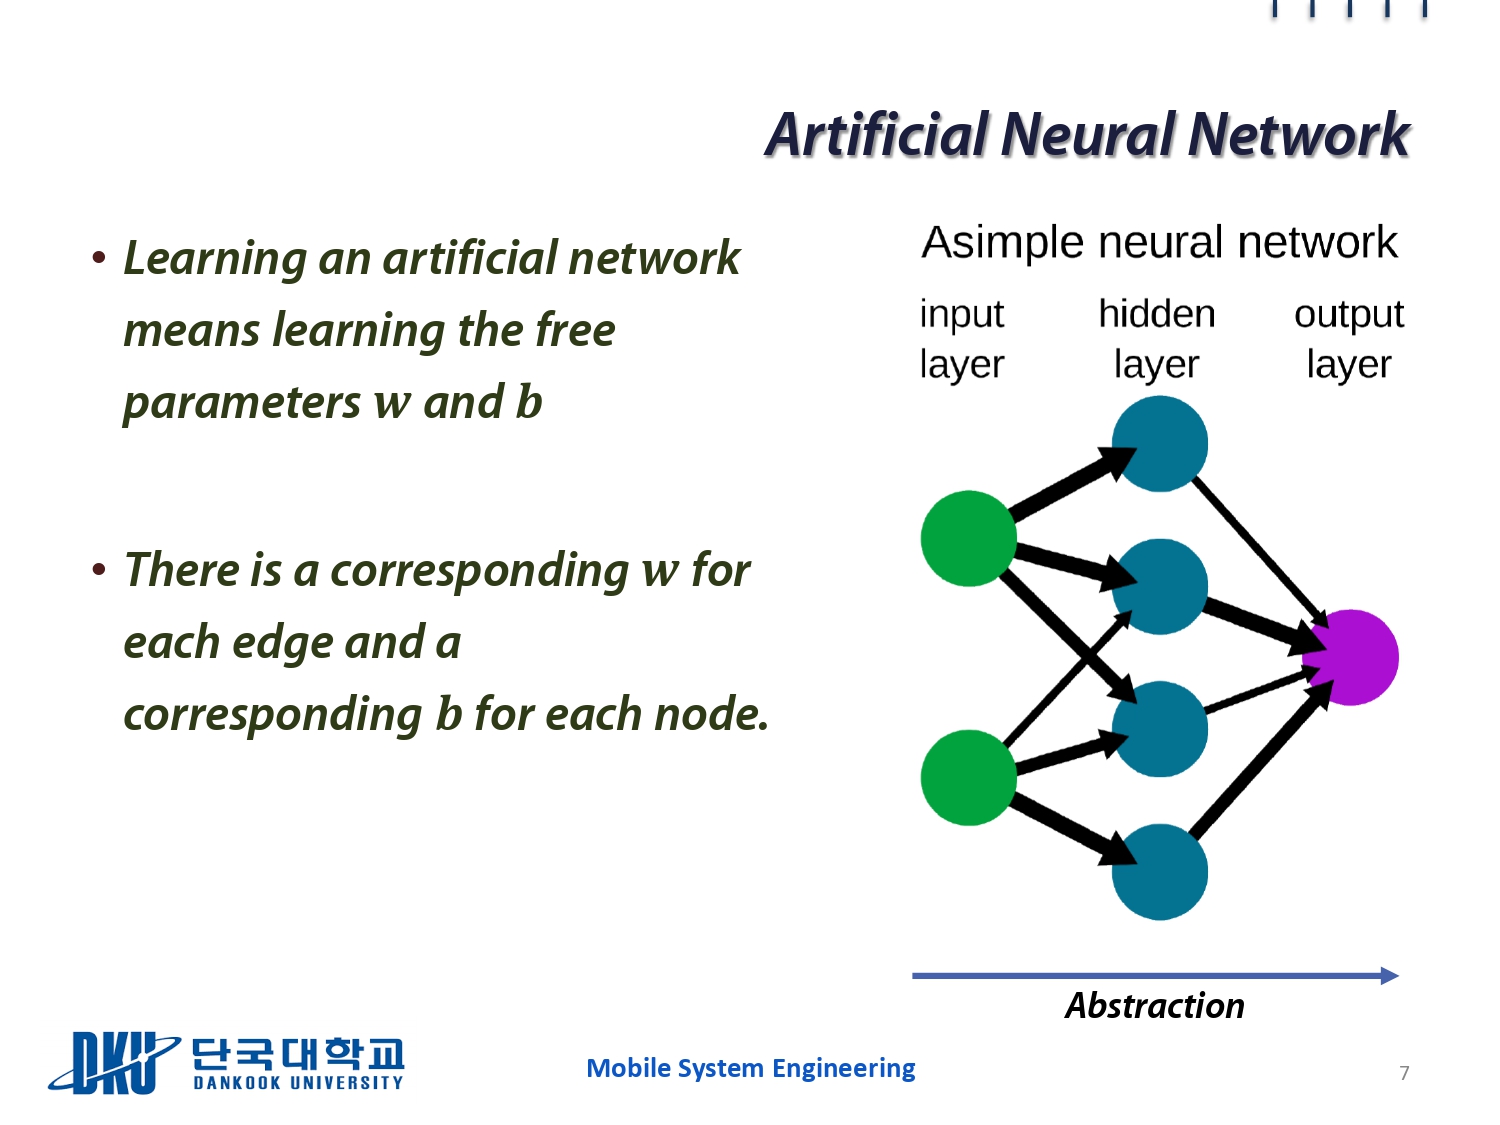 Artificial Neural Network
• Learning an artificial network
means learning the free
parameters w and b
• There is a corresponding w for
each edge and a
corresponding b for each node.
Asimple neural network
input hidden output
layer layer layer
Abstraction
DKU 단국대학교
DANKOOK UNIVERSITY
Mobile System Engineering
7